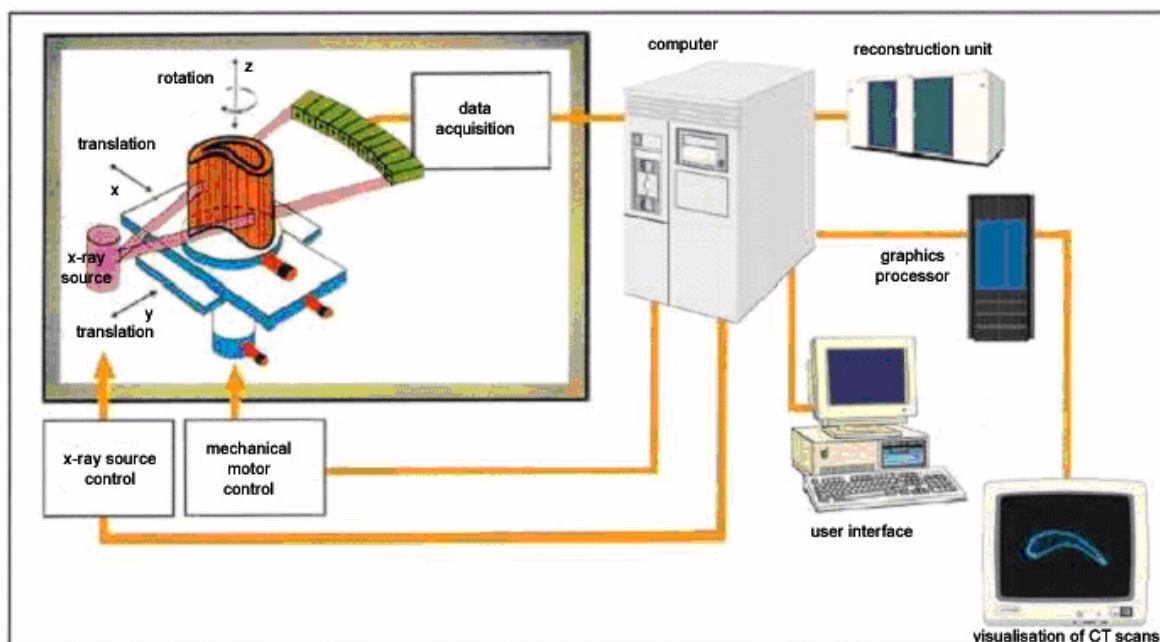 computer
reconstruction unit
z
rotation
data
acquisition
translation
x
x-ray
source
y
translation
graphics
processor
x-ray source
control
mechanical
motor
control
user interface
visualisation of CT scans